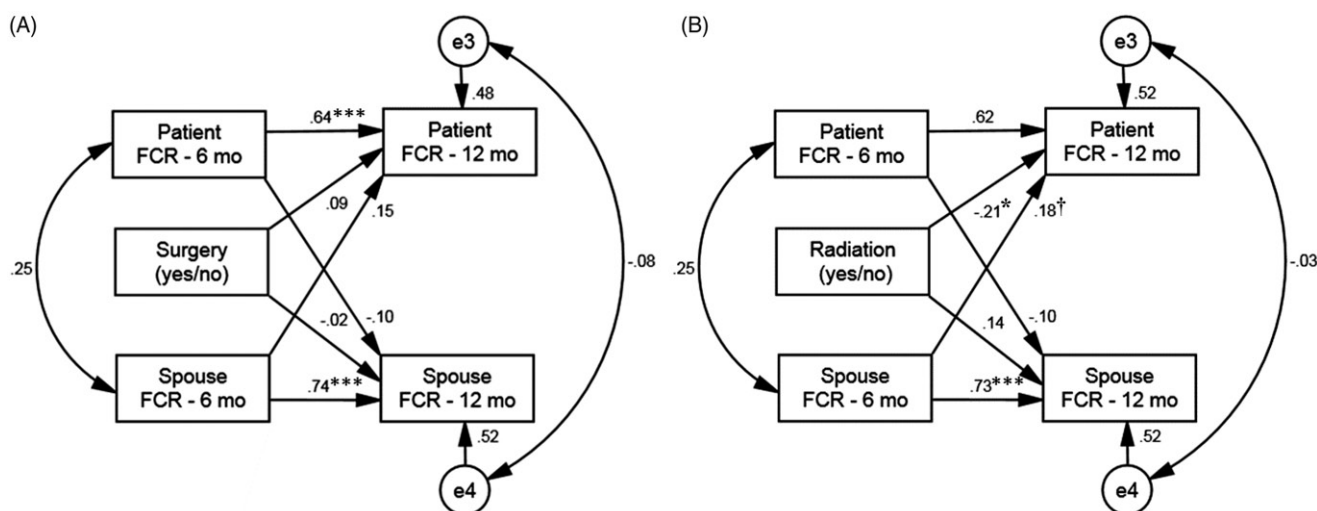 (A)
e3
.48
Patient
FCR - 6 mo
.64***
Patient
FCR - 12 mo
.09
.15
Surgery
(yes/no)
.25
-.08
-.02
-.10
Spouse
FCR - 6 mo
.74***
Spouse
FCR - 12 mo
.52
e4
(B)
e3
.52
Patient
FCR - 6 mo
.62
Patient
FCR - 12 mo
-.21*
.18†
Radiation
(yes/no)
.25
-.03
.14
-.10
Spouse
FCR - 6 mo
.73***
Spouse
FCR - 12 mo
.52
e4